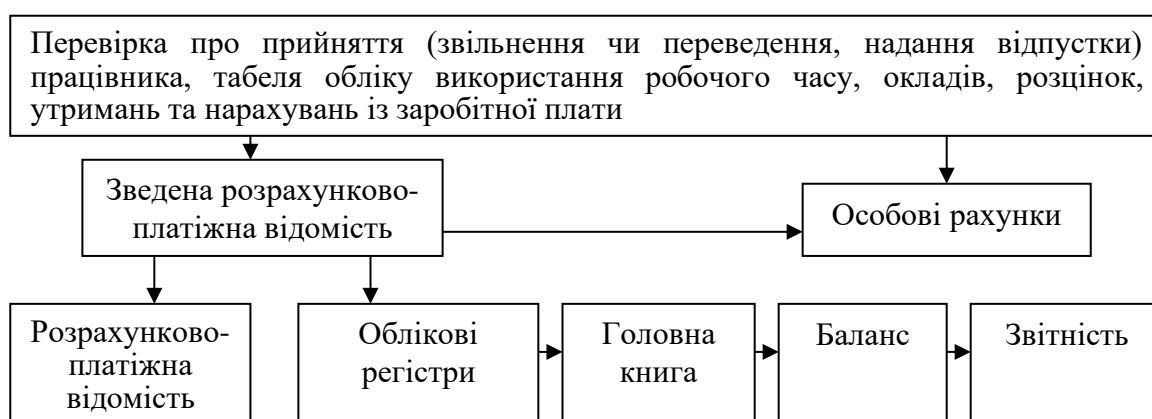 Перевірка про прийняття (звільнення чи переведення, надання відпустки)
працівника, табеля обліку використання робочого часу, окладів, розцінок,
утримань та нарахувань із заробітної плати
Зведена розрахунково-
платіжна відомість
Особові рахунки
Розрахунково-
платіжна
відомість
Облікові
регістри
Головна
книга
Баланс
Звітність